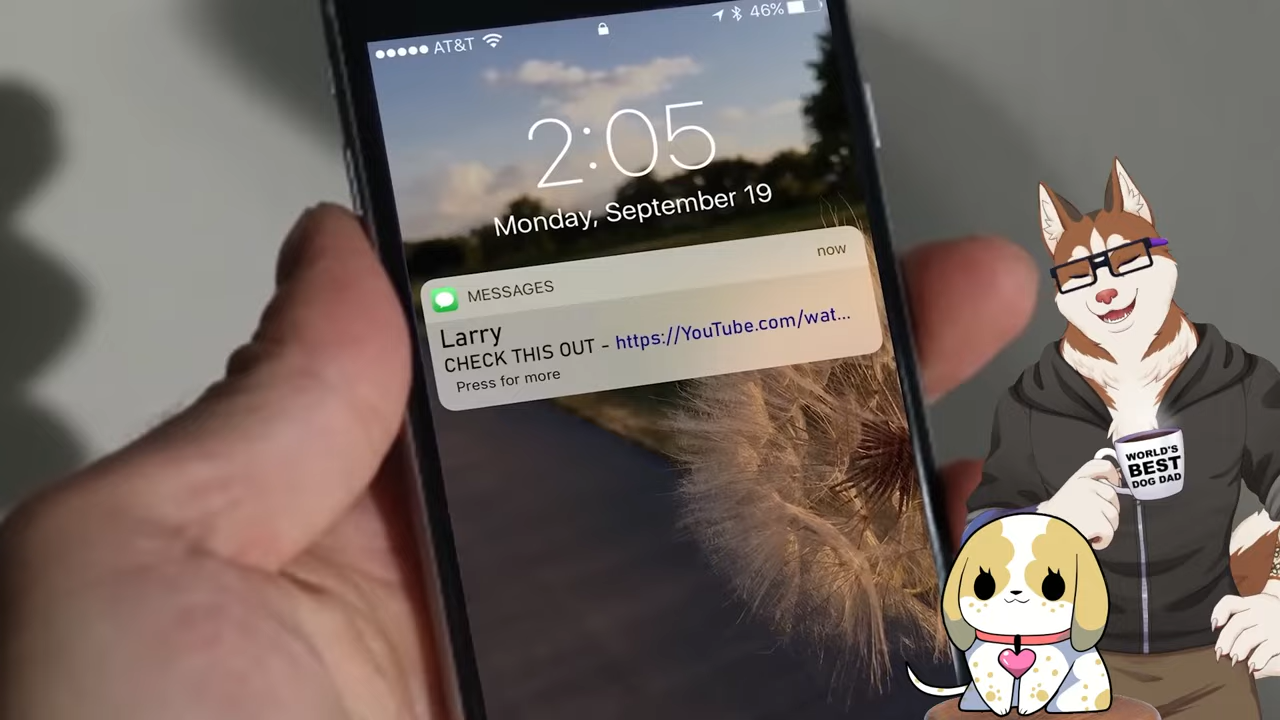 AT&T 46%
2:05
Monday, September 19
MESSAGES now
Larry
CHECK THIS OUT - https://YouTube.com/wat...
Press for more
WORLD'S
BEST
DOG DAD